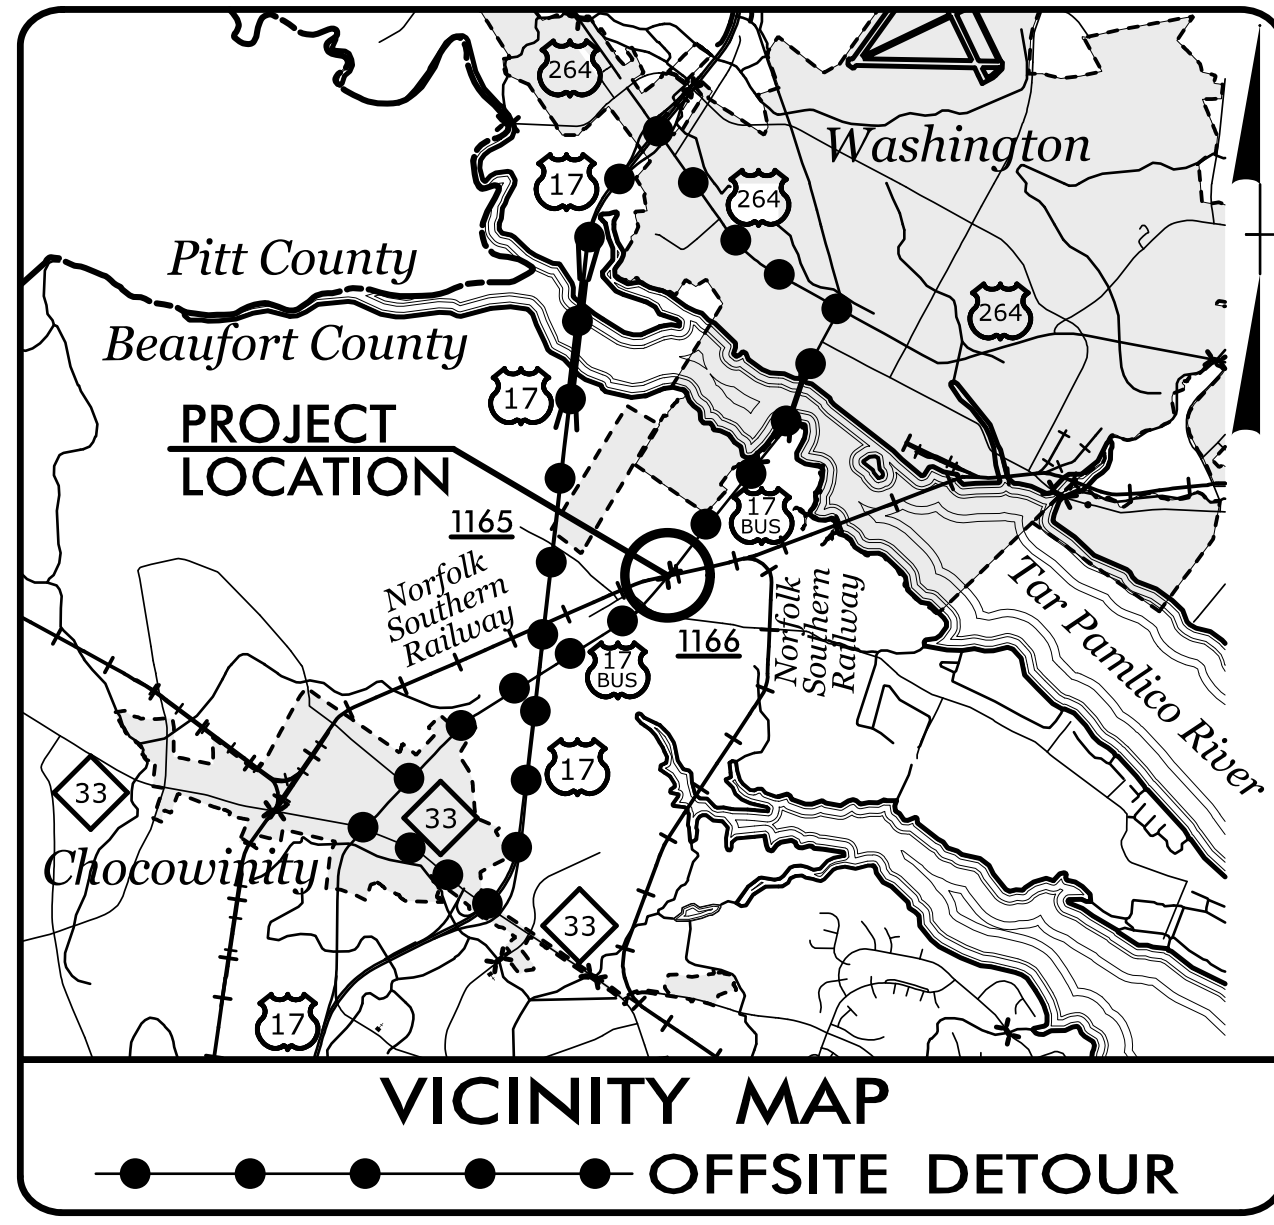 264
Washington
17
264
Pitt County
264
Beaufort County
17
PROJECT
LOCATION
1165
17
BUS
Norfolk
Southern
Railway
Norfolk
Southern
Railway
Tar Pamlico River
1166
17
BUS
17
33
33
Chocowinity
33
17
VICINITY MAP
OFFSITE DETOUR